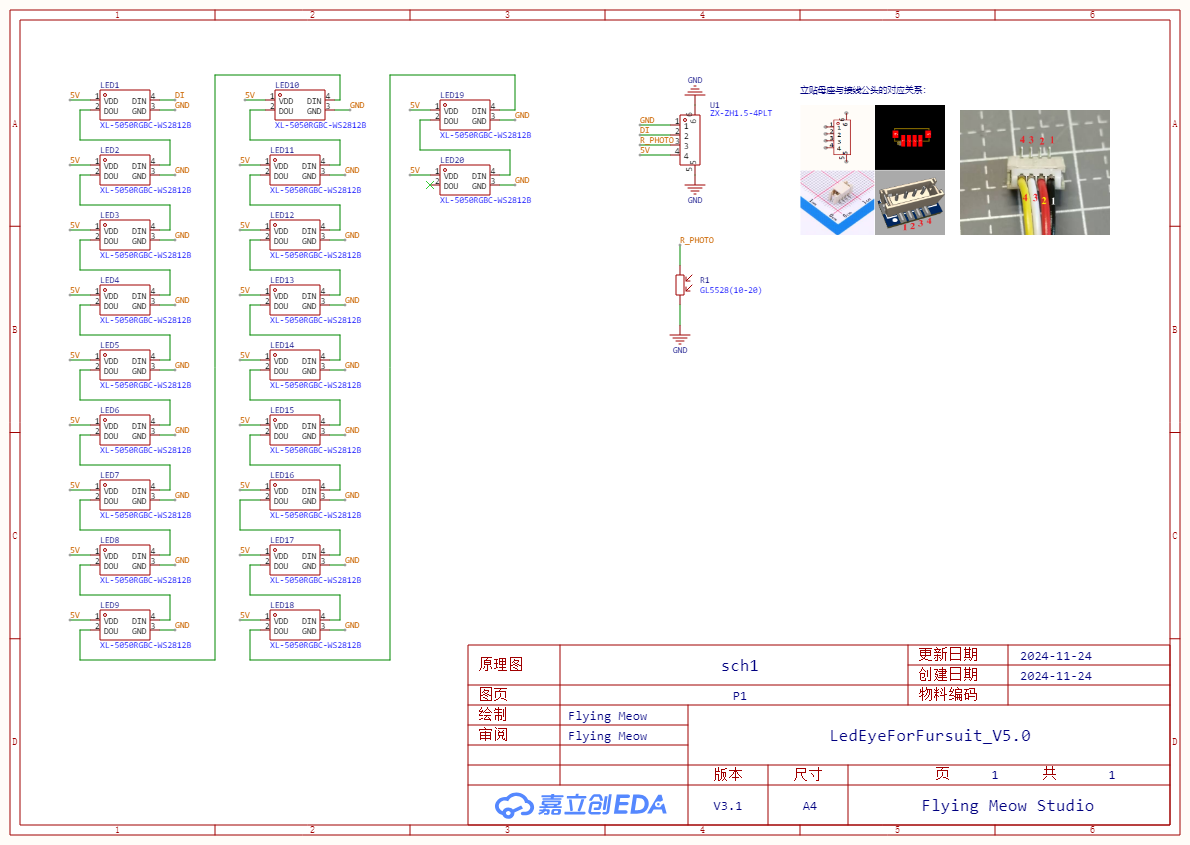 1 2 3 4 5 6
A
B
C
D
LED1
5V 1 VDD DIN 4 DI
2 DOU GND 3 GND
XL-5050RGBC-WS2812B
LED2
5V 1 VDD DIN 4
2 DOU GND 3 GND
XL-5050RGBC-WS2812B
LED3
5V 1 VDD DIN 4
2 DOU GND 3 GND
XL-5050RGBC-WS2812B
LED4
5V 1 VDD DIN 4
2 DOU GND 3 GND
XL-5050RGBC-WS2812B
LED5
5V 1 VDD DIN 4
2 DOU GND 3 GND
XL-5050RGBC-WS2812B
LED6
5V 1 VDD DIN 4
2 DOU GND 3 GND
XL-5050RGBC-WS2812B
LED7
5V 1 VDD DIN 4
2 DOU GND 3 GND
XL-5050RGBC-WS2812B
LED8
5V 1 VDD DIN 4
2 DOU GND 3 GND
XL-5050RGBC-WS2812B
LED9
5V 1 VDD DIN 4
2 DOU GND 3 GND
XL-5050RGBC-WS2812B
LED10
5V 1 VDD DIN 4
2 DOU GND 3 GND
XL-5050RGBC-WS2812B
LED11
5V 1 VDD DIN 4
2 DOU GND 3 GND
XL-5050RGBC-WS2812B
LED12
5V 1 VDD DIN 4
2 DOU GND 3 GND
XL-5050RGBC-WS2812B
LED13
5V 1 VDD DIN 4
2 DOU GND 3 GND
XL-5050RGBC-WS2812B
LED14
5V 1 VDD DIN 4
2 DOU GND 3 GND
XL-5050RGBC-WS2812B
LED15
5V 1 VDD DIN 4
2 DOU GND 3 GND
XL-5050RGBC-WS2812B
LED16
5V 1 VDD DIN 4
2 DOU GND 3 GND
XL-5050RGBC-WS2812B
LED17
5V 1 VDD DIN 4
2 DOU GND 3 GND
XL-5050RGBC-WS2812B
LED18
5V 1 VDD DIN 4
2 DOU GND 3 GND
XL-5050RGBC-WS2812B
LED19
5V 1 VDD DIN 4
2 DOU GND 3 GND
XL-5050RGBC-WS2812B
LED20
5V 1 VDD DIN 4
2 DOU GND 3 GND
XL-5050RGBC-WS2812B
GND
U1
ZX-ZH1.5-4PLT
6 6
GND 1 1
DI 2 2
R_PHOTO 3 3
5V 4 4
5 5
GND
R_PHOTO
R1
GL5528(10-20)
GND
立贴母座与接线公头的对应关系:
1 2 3 4
4 3 2 1
4 3 2 1
原理图 sch1
更新日期 2024-11-24
创建日期 2024-11-24
图页 P1
物料编码
绘制 Flying Meow
审阅 Flying Meow
LedEyeForFursuit_V5.0
版本 尺寸 页 1 共 1
嘉立创EDA
V3.1 A4 Flying Meow Studio
A
B
C
D
1 2 3 4 5 6